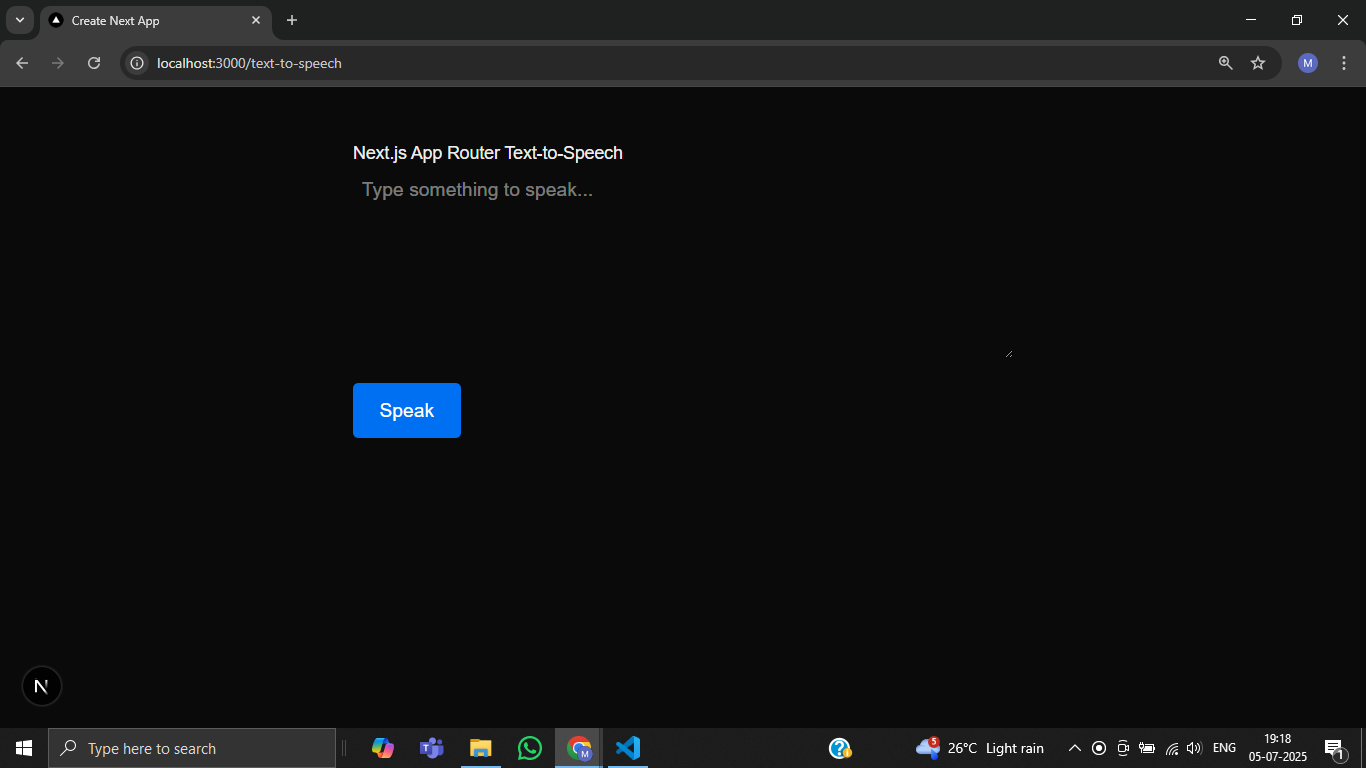 Create Next App
localhost:3000/text-to-speech
M
Next.js App Router Text-to-Speech
Type something to speak...
Speak
N
Type here to search
M
5
26°C Light rain
ENG
19:18
05-07-2025
1